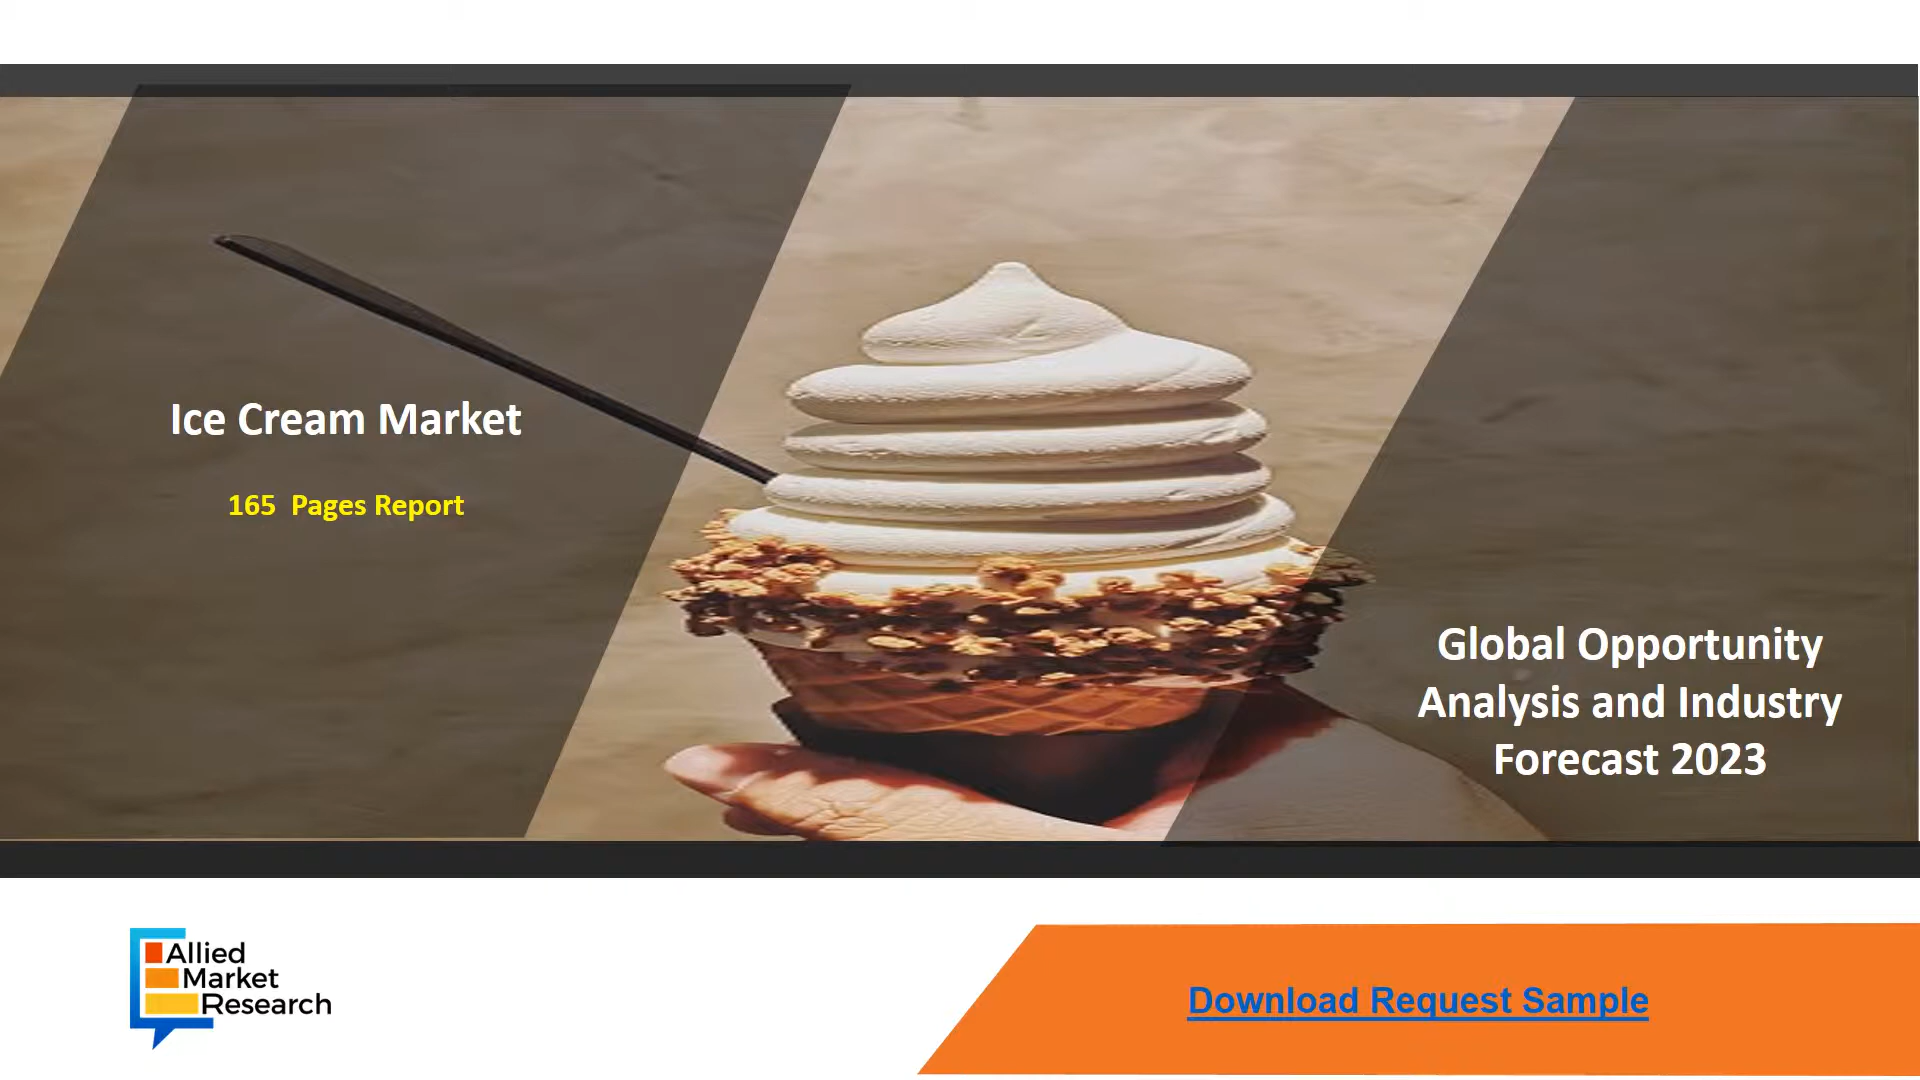 Ice Cream Market
165 Pages Report
Global Opportunity
Analysis and Industry
Forecast 2023
Allied
Market
Research
Download Request Sample